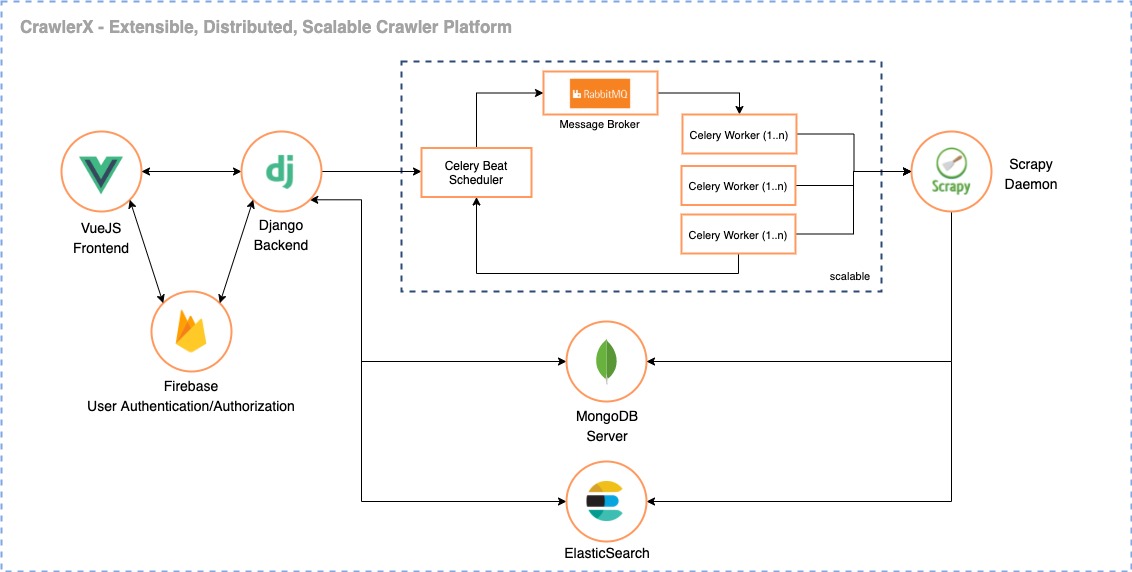 CrawlerX - Extensible, Distributed, Scalable Crawler Platform
RabbitMQ
Message Broker
Celery Worker (1..n)
Celery Beat
Scheduler
Celery Worker (1..n)
Celery Worker (1..n)
scalable
dj
Scrapy
Scrapy
Daemon
VueJS
Frontend
Django
Backend
Firebase
User Authentication/Authorization
MongoDB
Server
ElasticSearch